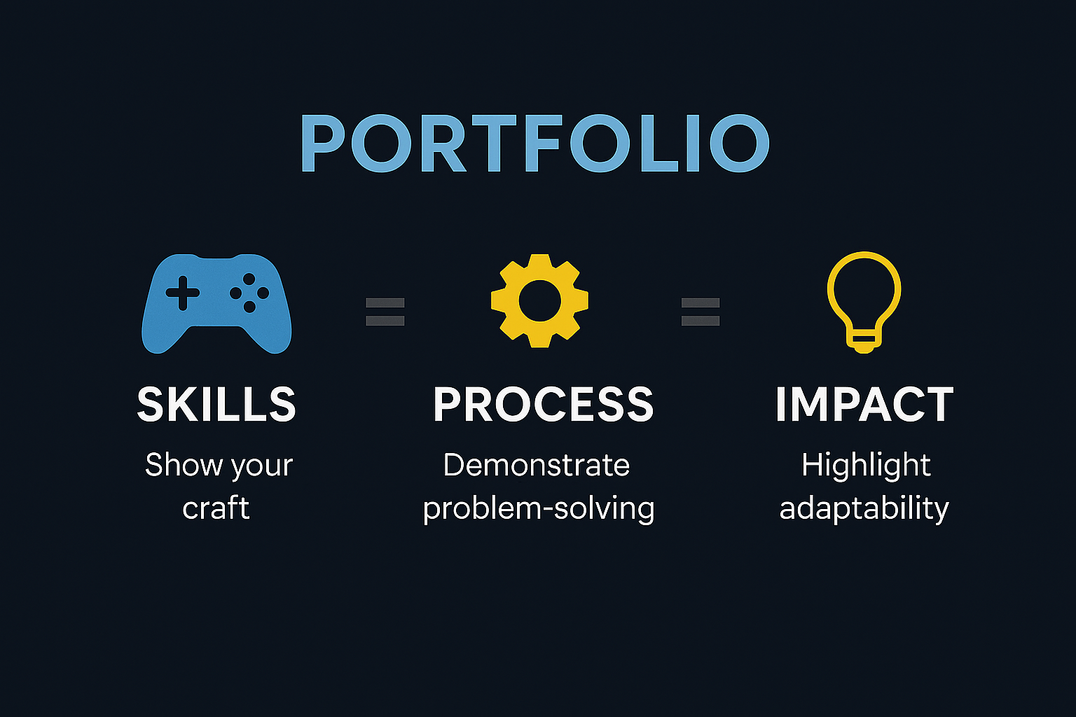 PORTFOLIO
= =
SKILLS
Show your
craft
PROCESS
Demonstrate
problem-solving
IMPACT
Highlight
adaptability